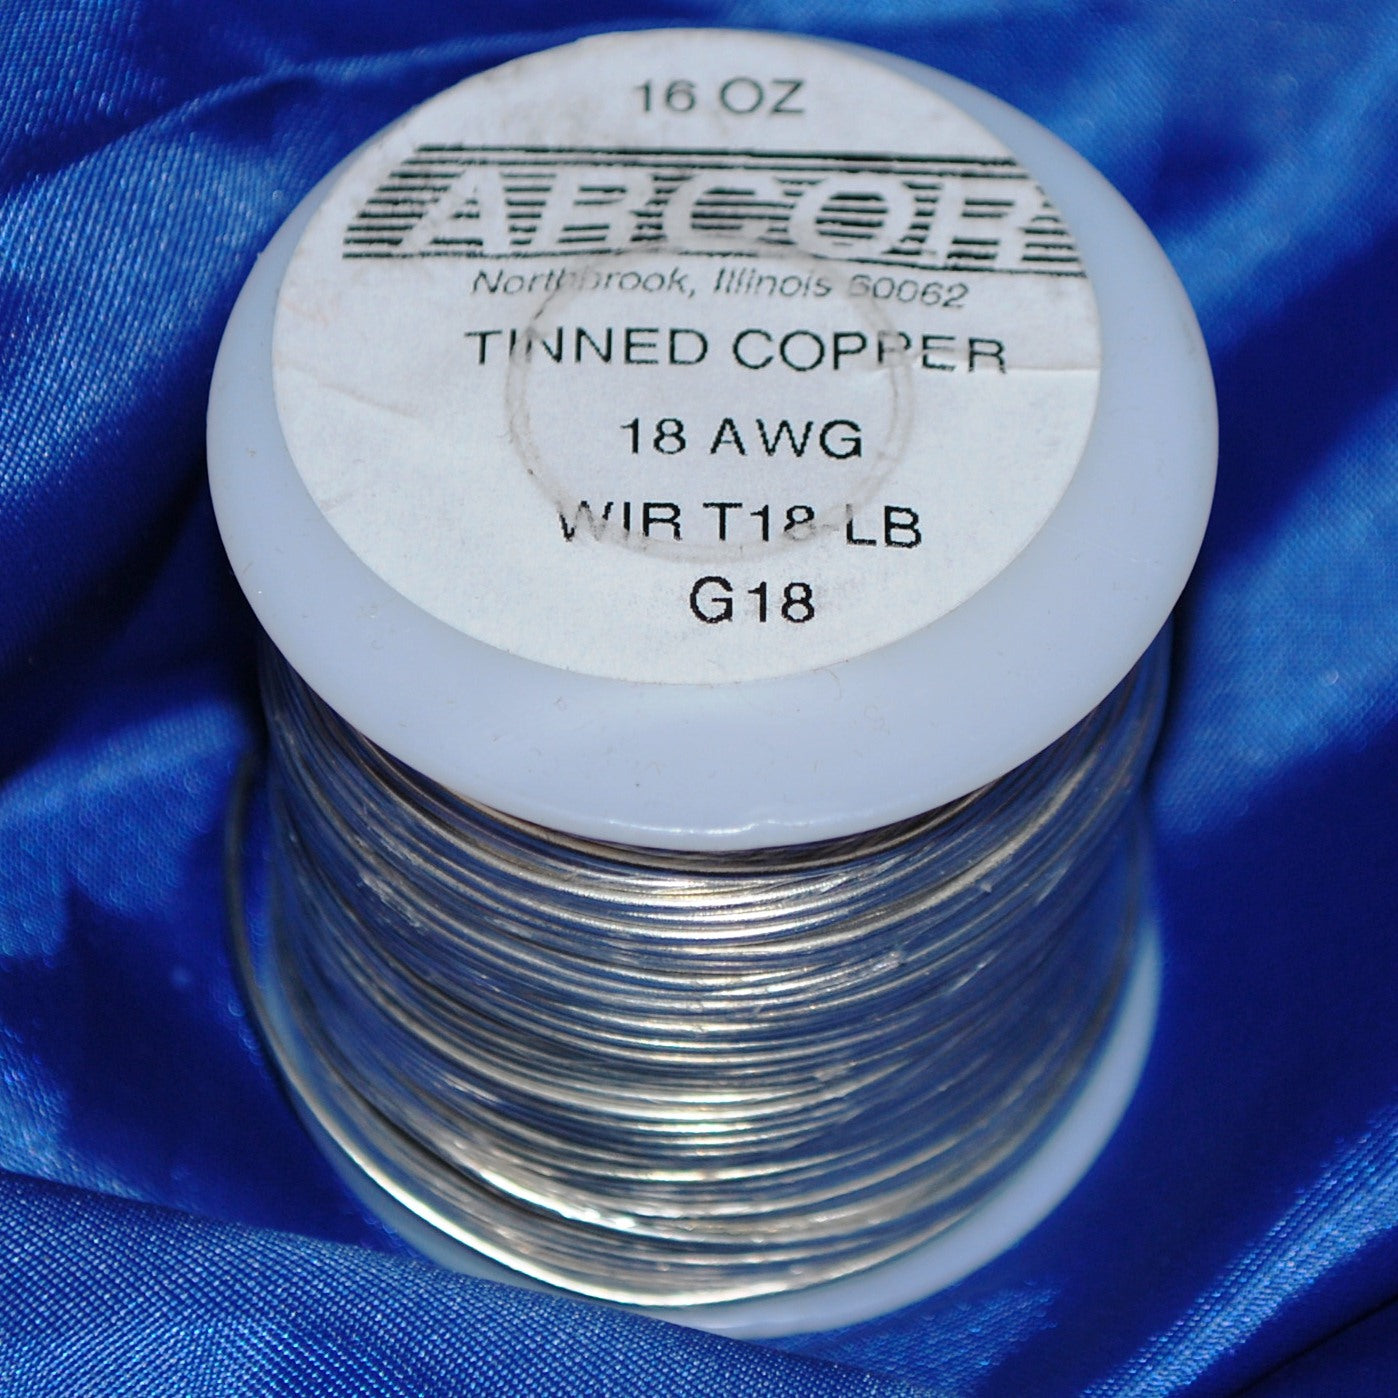 16 OZ
ARCOR
Northbrook, Illinois 60062
TINNED COPPER
18 AWG
WIR T18-LB
G18